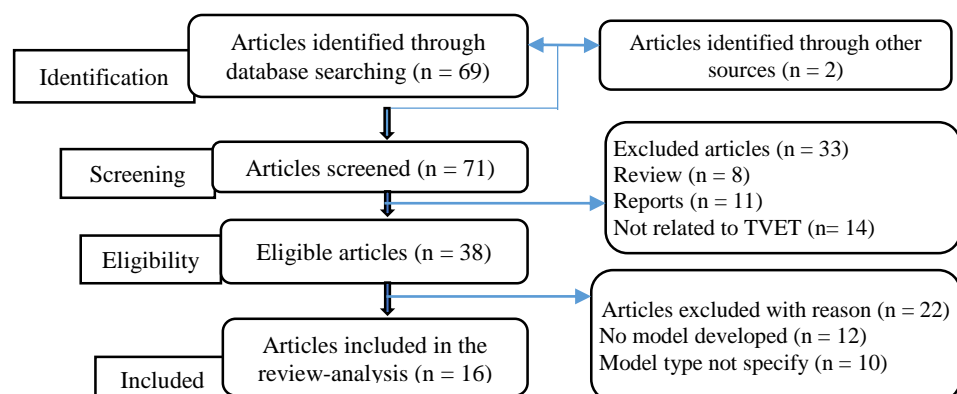 Identification
Articles identified through
database searching (n = 69)
Articles identified through other
sources (n = 2)
Screening
Articles screened (n = 71)
Excluded articles (n = 33)
Review (n = 8)
Reports (n = 11)
Not related to TVET (n= 14)
Eligibility
Eligible articles (n = 38)
Articles excluded with reason (n = 22)
No model developed (n = 12)
Model type not specify (n = 10)
Included
Articles included in the
review-analysis (n = 16)